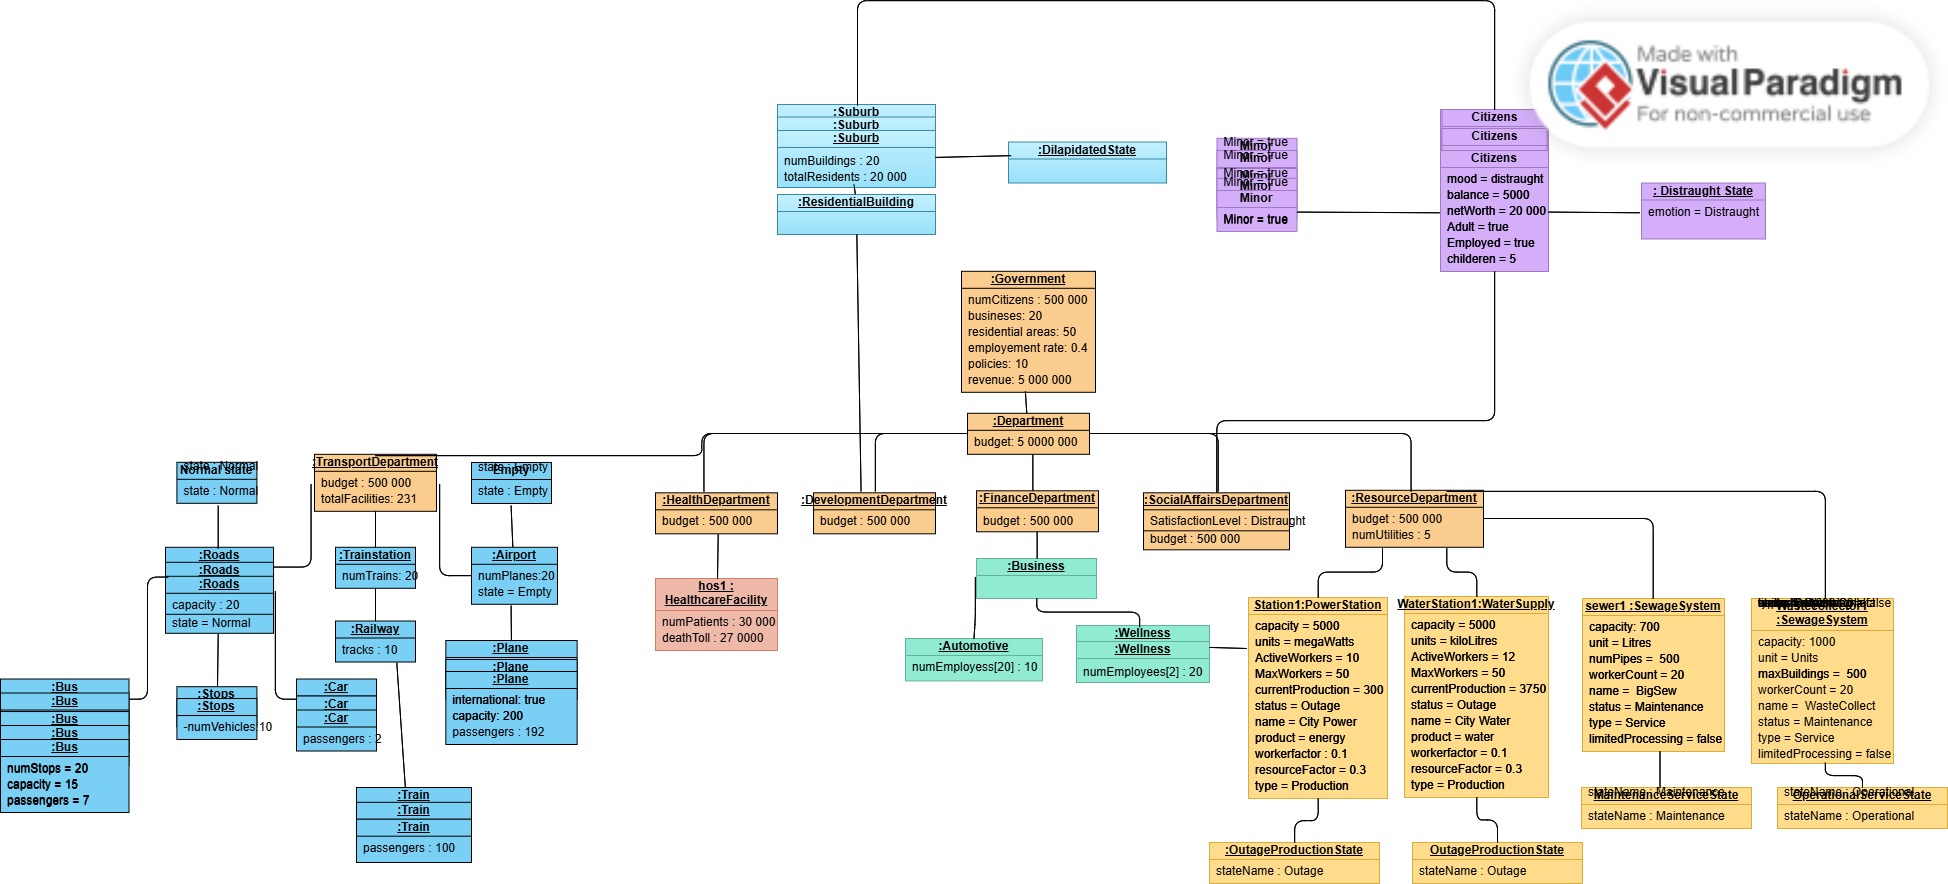 Made with
Visual Paradigm
For non-commercial use
:Suburb
:Suburb
:Suburb
numBuildings : 20
totalResidents : 20 000
:ResidentialBuilding
:DilapidatedState
Minor = true
Minor
Minor = true
Minor
Minor = true
Minor = true
Minor
Minor
Minor = true
Citizens
Citizens
Citizens
mood = distraught
balance = 5000
netWorth = 20 000
Adult = true
Employed = true
childeren = 5
: Distraught State
emotion = Distraught
:Government
numCitizens : 500 000
busineses: 20
residential areas: 50
employement rate: 0.4
policies: 10
revenue: 5 000 000
:Department
budget: 5 0000 000
state : Normal
Normal state
state : Normal
:TransportDepartment
budget : 500 000
totalFacilities: 231
state : Empty
Empty
state : Empty
:HealthDepartment
budget : 500 000
:DevelopmentDepartment
budget : 500 000
:FinanceDepartment
budget : 500 000
:SocialAffairsDepartment
SatisfactionLevel : Distraught
budget : 500 000
:ResourceDepartment
budget : 500 000
numUtilities : 5
:Roads
:Roads
:Roads
capacity : 20
state = Normal
:Trainstation
numTrains: 20
:Airport
numPlanes:20
state = Empty
:Railway
tracks : 10
:Plane
:Plane
:Plane
international: true
capacity: 200
passengers : 192
hos1 :
HealthcareFacility
numPatients : 30 000
deathToll : 27 0000
:Business
:Automotive
numEmployess[20] : 10
:Wellness
:Wellness
numEmployees[2] : 20
:Bus
:Bus
:Bus
:Bus
:Bus
numStops = 20
capacity = 15
passengers = 7
:Stops
:Stops
-numVehicles:10
:Car
:Car
:Car
passengers : 2
:Train
:Train
:Train
passengers : 100
Station1:PowerStation
capacity = 5000
units = megaWatts
ActiveWorkers = 10
MaxWorkers = 50
currentProduction = 300
status = Outage
name = City Power
product = energy
workerfactor : 0.1
resourceFactor = 0.3
type = Production
WaterStation1:WaterSupply
capacity = 5000
units = kiloLitres
ActiveWorkers = 12
MaxWorkers = 50
currentProduction = 3750
status = Outage
name = City Water
product = water
workerfactor = 0.1
resourceFactor = 0.3
type = Production
sewer1 :SewageSystem
capacity: 700
unit = Litres
numPipes = 500
workerCount = 20
name = BigSew
status = Maintenance
type = Service
limitedProcessing = false
:SewageSystem
capacity: 1000
unit = Units
maxBuildings = 500
workerCount = 20
name = WasteCollect
status = Maintenance
type = Service
limitedProcessing = false
:OutageProductionState
stateName : Outage
OutageProductionState
stateName : Outage
stateName : Maintenance
MaintenanceServiceState
stateName : Maintenance
stateName : Operational
OperationalServiceState
stateName : Operational